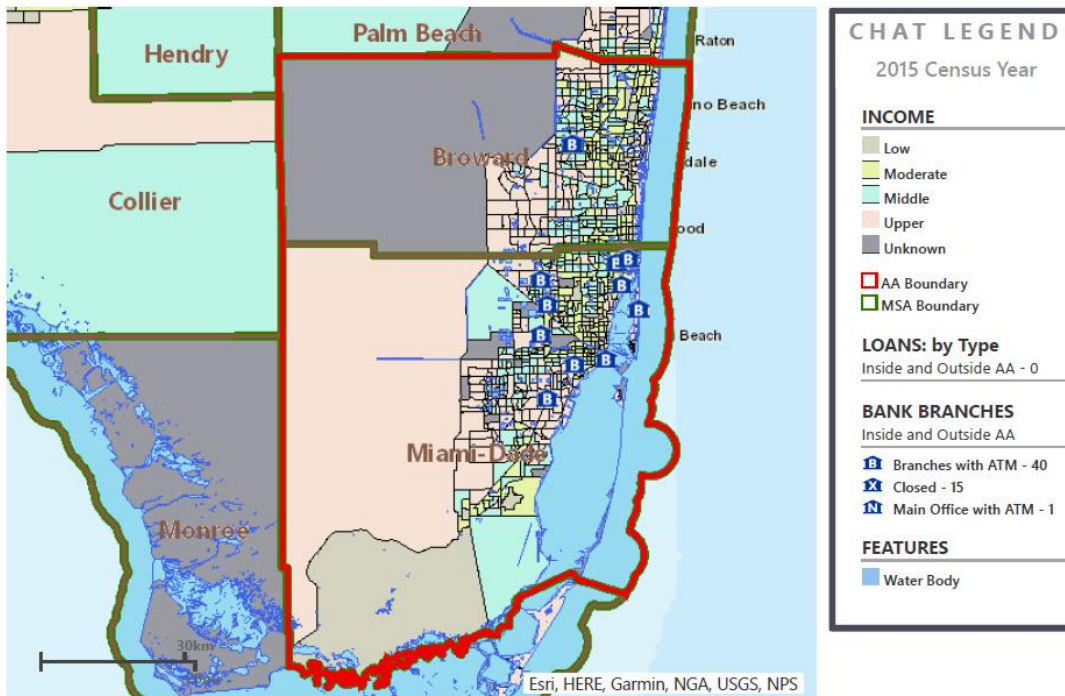 Hendry
Palm Beach
Raton
no Beach
Broward
dale
Collier
ood
Beach
Miami-Dade
Monroe
30km
Esri, HERE, Garmin, NGA, USGS, NPS
CHAT LEGEND
2015 Census Year
INCOME
Low
Moderate
Middle
Upper
Unknown
AA Boundary
MSA Boundary
LOANS: by Type
Inside and Outside AA - 0
BANK BRANCHES
Inside and Outside AA
B Branches with ATM - 40
X Closed - 15
N Main Office with ATM - 1
FEATURES
Water Body